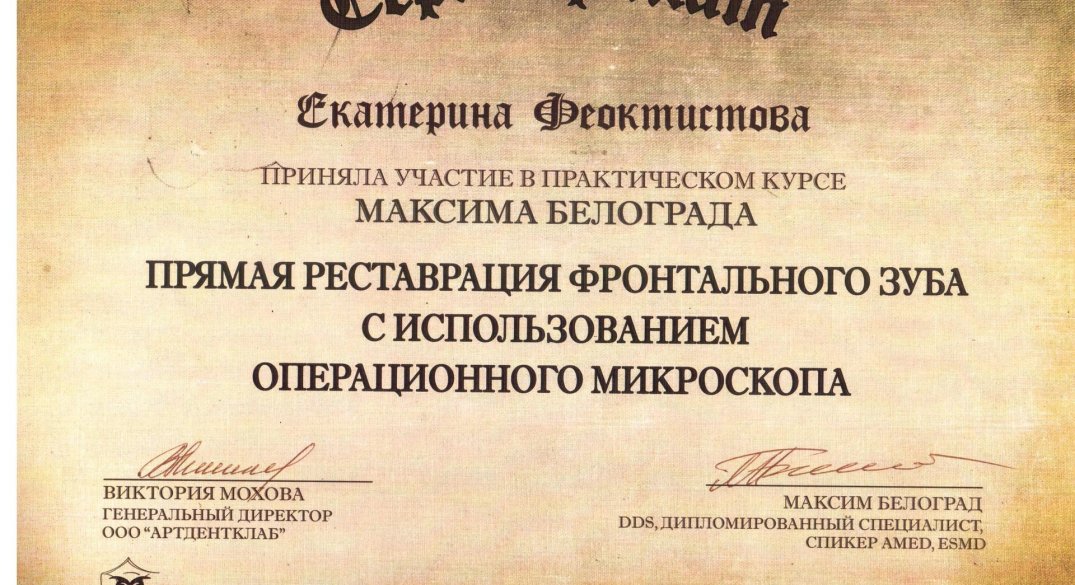 Сертификат
Екатерина Феоктистова
ПРИНЯЛА УЧАСТИЕ В ПРАКТИЧЕСКОМ КУРСЕ
МАКСИМА БЕЛОГРАДА
ПРЯМАЯ РЕСТАВРАЦИЯ ФРОНТАЛЬНОГО ЗУБА
С ИСПОЛЬЗОВАНИЕМ
ОПЕРАЦИОННОГО МИКРОСКОПА
ВИКТОРИЯ МОХОВА
ГЕНЕРАЛЬНЫЙ ДИРЕКТОР
ООО “АРТДЕНТКЛАБ”
МАКСИМ БЕЛОГРАД
DDS, ДИПЛОМИРОВАННЫЙ СПЕЦИАЛИСТ,
СПИКЕР AMED, ESMD